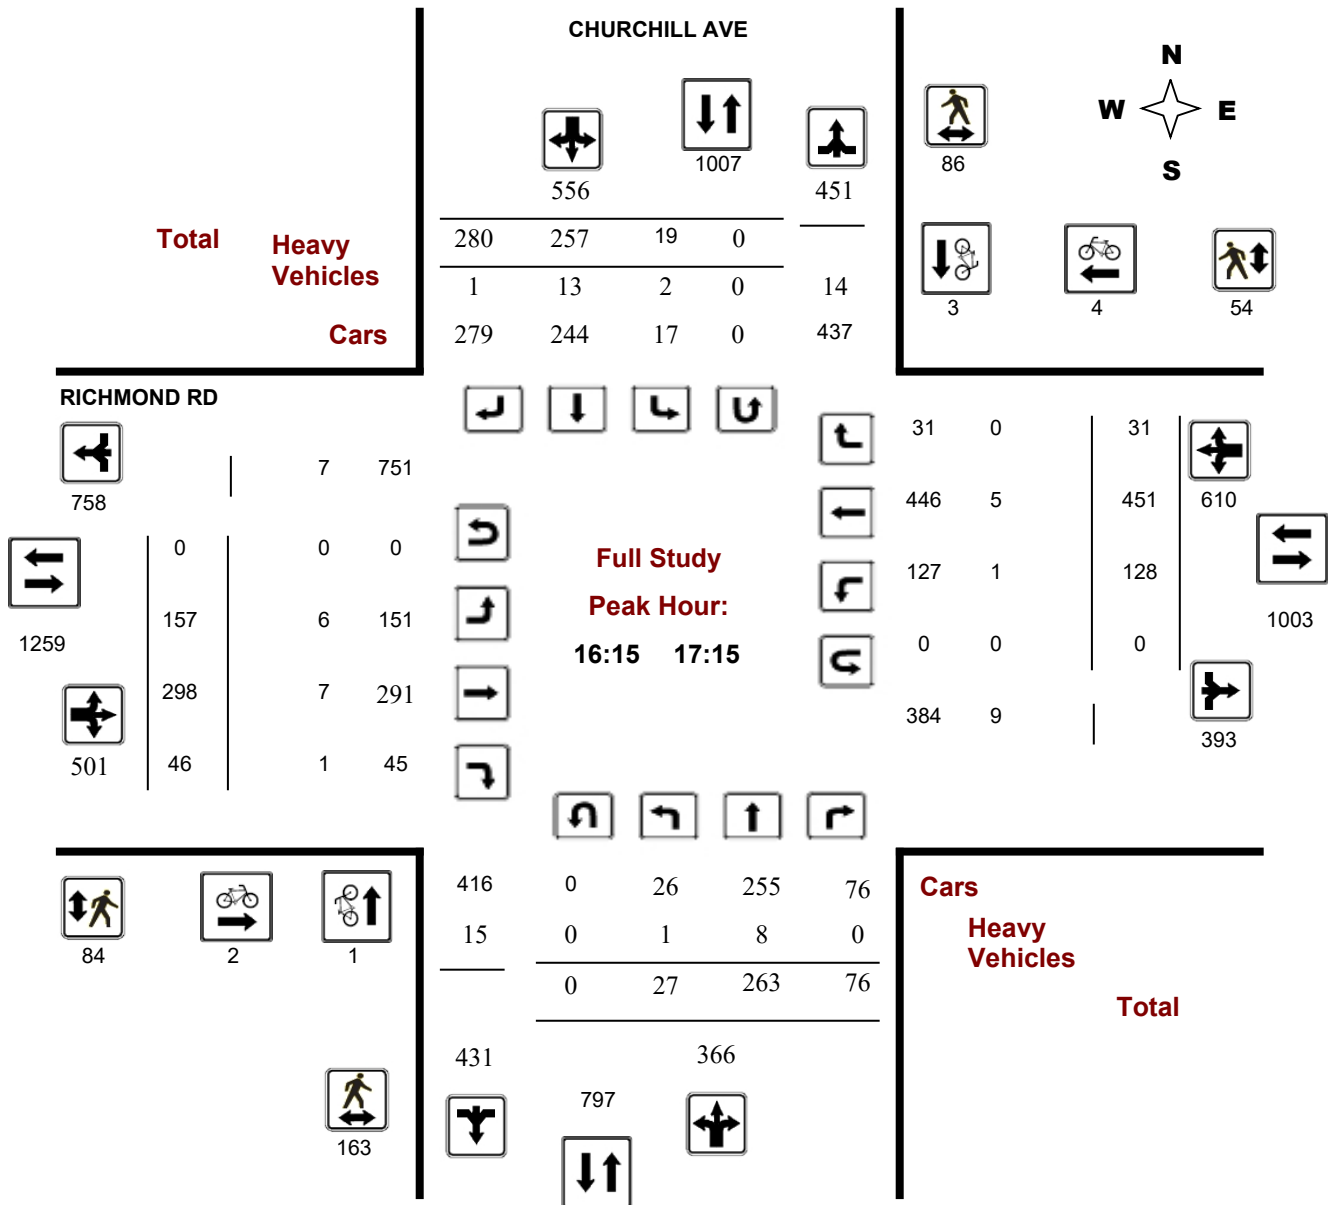 CHURCHILL AVE
N
W E
S
1007
86
556
451
Total
Heavy
Vehicles
Cars
280 257 19 0
1 13 2 0 14
279 244 17 0 437
3 4 54
RICHMOND RD
7 751
758
31 0 31
446 5 451 610
0 0 0
127 1 128
157 6 151
1259
1003
0 0 0
298 7 291
384 9
393
501 46 1 45
Full Study
Peak Hour:
16:15 17:15
416 0 26 255 76
15 0 1 8 0
0 27 263 76
84 2 1
Cars
Heavy
Vehicles
Total
431
366
797
163